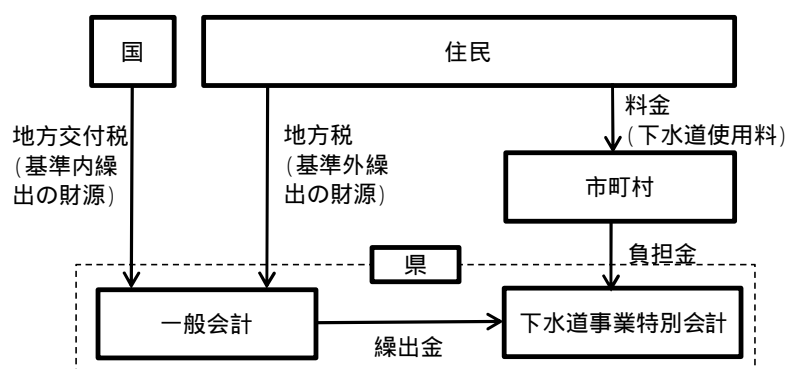 国
住民
地方交付税
(基準内繰
出の財源)
地方税
(基準外繰
出の財源)
料金
(下水道使用料)
市町村
負担金
県
一般会計
繰出金
下水道事業特別会計